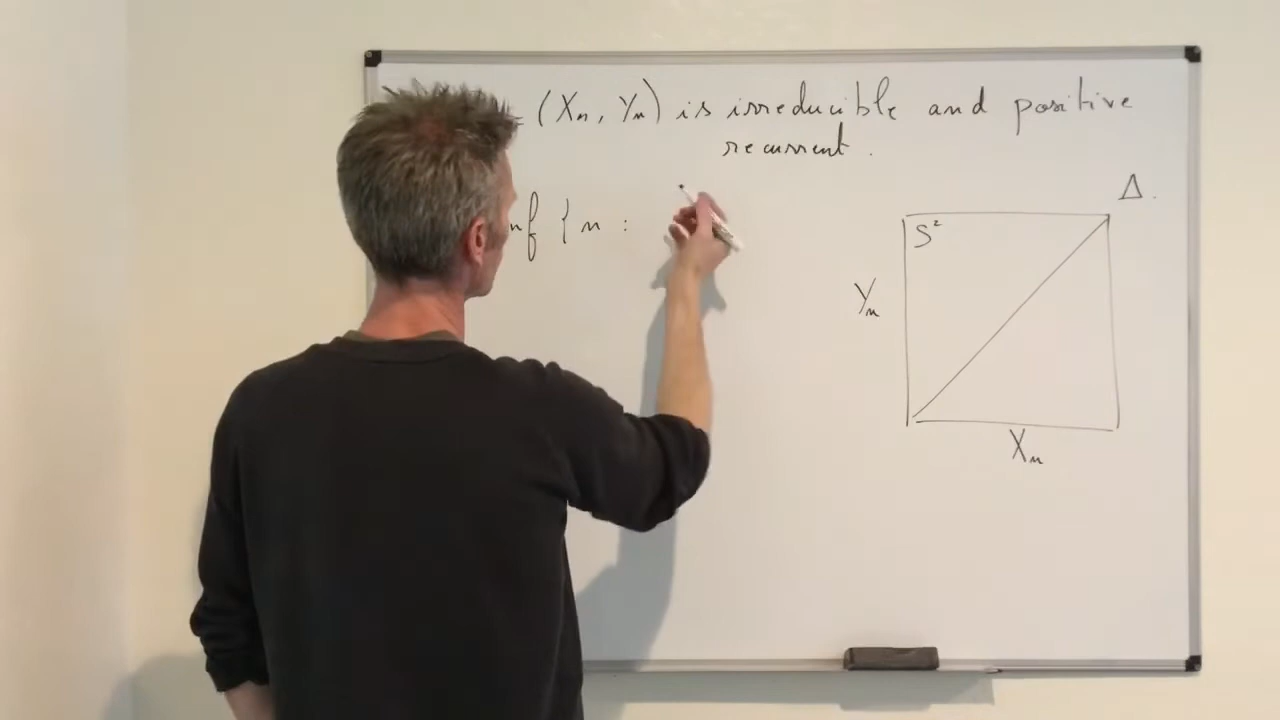 (Xn, Yn) is irreducible and positive
recurrent.
nf { n :
Δ.
S²
Yn
Xn